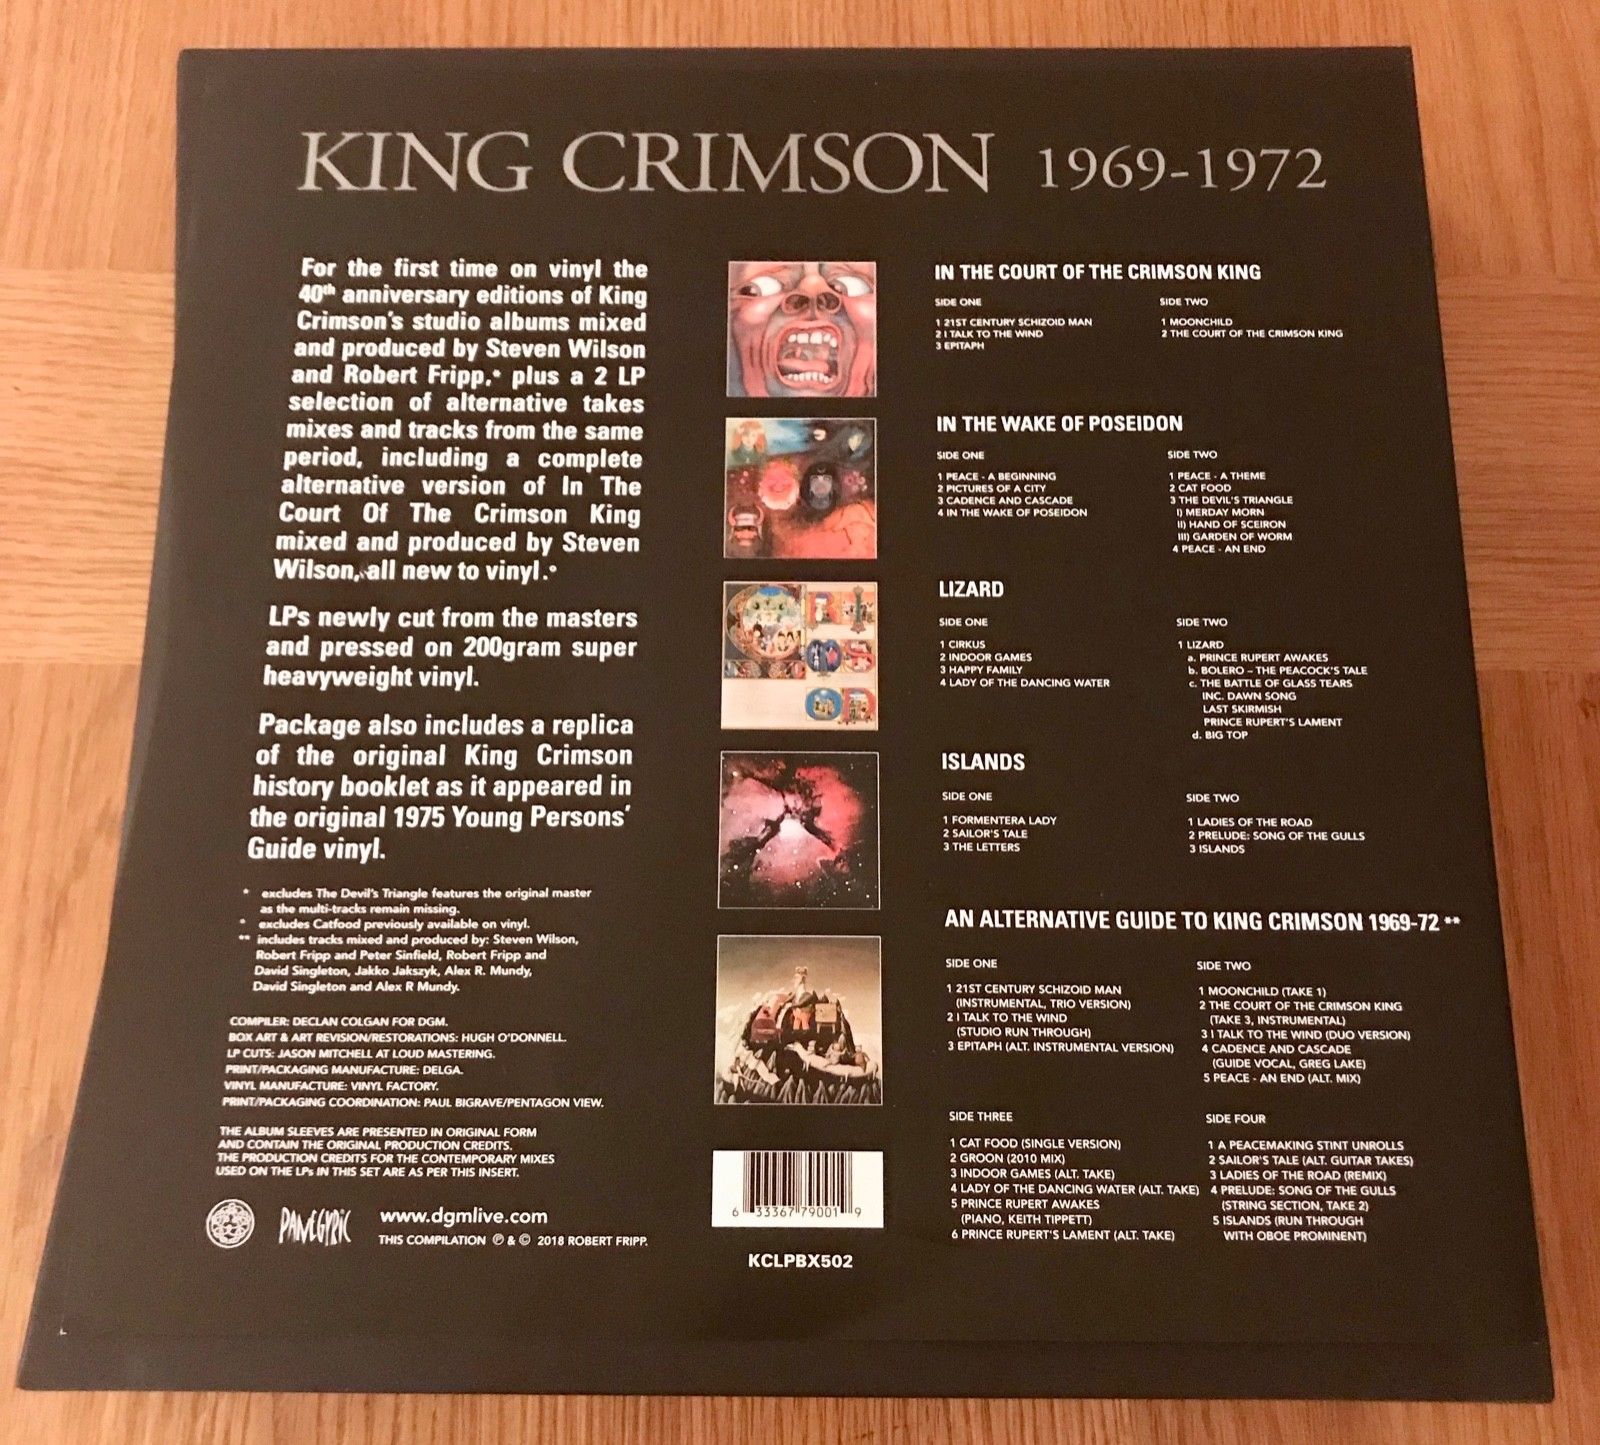 KING CRIMSON 1969-1972
For the first time on vinyl the
40th anniversary editions of King
Crimson's studio albums mixed
and produced by Steven Wilson
and Robert Fripp,* plus a 2 LP
selection of alternative takes
mixes and tracks from the same
period, including a complete
alternative version of In The
Court Of The Crimson King
mixed and produced by Steven
Wilson, all new to vinyl.*
LPs newly cut from the masters
and pressed on 200gram super
heavyweight vinyl.
Package also includes a replica
of the original King Crimson
history booklet as it appeared in
the original 1975 Young Persons'
Guide vinyl.
* excludes The Devil's Triangle features the original master
as the multi-tracks remain missing.
* excludes Catfood previously available on vinyl.
** includes tracks mixed and produced by: Steven Wilson,
Robert Fripp and Peter Sinfield, Robert Fripp and
David Singleton, Jakko Jakszyk, Alex R. Mundy,
David Singleton and Alex R Mundy.
COMPILER: DECLAN COLGAN FOR DGM.
BOX ART & ART REVISION/RESTORATIONS: HUGH O'DONNELL.
LP CUTS: JASON MITCHELL AT LOUD MASTERING.
PRINT/PACKAGING MANUFACTURE: DELGA.
VINYL MANUFACTURE: VINYL FACTORY.
PRINT/PACKAGING COORDINATION: PAUL BIGRAVE/PENTAGON VIEW.
THE ALBUM SLEEVES ARE PRESENTED IN ORIGINAL FORM
AND CONTAIN THE ORIGINAL PRODUCTION CREDITS.
THE PRODUCTION CREDITS FOR THE CONTEMPORARY MIXES
USED ON THE LPs IN THIS SET ARE AS PER THIS INSERT.
PANEGYRIC
www.dgmlive.com
THIS COMPILATION ℗ & © 2018 ROBERT FRIPP.
6 33367 79001 9
KCLPBX502
IN THE COURT OF THE CRIMSON KING
SIDE ONE
1 21ST CENTURY SCHIZOID MAN
2 I TALK TO THE WIND
3 EPITAPH
SIDE TWO
1 MOONCHILD
2 THE COURT OF THE CRIMSON KING
IN THE WAKE OF POSEIDON
SIDE ONE
1 PEACE - A BEGINNING
2 PICTURES OF A CITY
3 CADENCE AND CASCADE
4 IN THE WAKE OF POSEIDON
SIDE TWO
1 PEACE - A THEME
2 CAT FOOD
3 THE DEVIL'S TRIANGLE
I) MERDAY MORN
II) HAND OF SCEIRON
III) GARDEN OF WORM
4 PEACE - AN END
LIZARD
SIDE ONE
1 CIRKUS
2 INDOOR GAMES
3 HAPPY FAMILY
4 LADY OF THE DANCING WATER
SIDE TWO
1 LIZARD
a. PRINCE RUPERT AWAKES
b. BOLERO – THE PEACOCK'S TALE
c. THE BATTLE OF GLASS TEARS
INC. DAWN SONG
LAST SKIRMISH
PRINCE RUPERT'S LAMENT
d. BIG TOP
ISLANDS
SIDE ONE
1 FORMENTERA LADY
2 SAILOR'S TALE
3 THE LETTERS
SIDE TWO
1 LADIES OF THE ROAD
2 PRELUDE: SONG OF THE GULLS
3 ISLANDS
AN ALTERNATIVE GUIDE TO KING CRIMSON 1969-72 **
SIDE ONE
1 21ST CENTURY SCHIZOID MAN
(INSTRUMENTAL, TRIO VERSION)
2 I TALK TO THE WIND
(STUDIO RUN THROUGH)
3 EPITAPH (ALT. INSTRUMENTAL VERSION)
SIDE TWO
1 MOONCHILD (TAKE 1)
2 THE COURT OF THE CRIMSON KING
(TAKE 3, INSTRUMENTAL)
3 I TALK TO THE WIND (DUO VERSION)
4 CADENCE AND CASCADE
(GUIDE VOCAL, GREG LAKE)
5 PEACE - AN END (ALT. MIX)
SIDE THREE
1 CAT FOOD (SINGLE VERSION)
2 GROON (2010 MIX)
3 INDOOR GAMES (ALT. TAKE)
4 LADY OF THE DANCING WATER (ALT. TAKE)
5 PRINCE RUPERT AWAKES
(PIANO, KEITH TIPPETT)
6 PRINCE RUPERT'S LAMENT (ALT. TAKE)
SIDE FOUR
1 A PEACEMAKING STINT UNROLLS
2 SAILOR'S TALE (ALT. GUITAR TAKES)
3 LADIES OF THE ROAD (REMIX)
4 PRELUDE: SONG OF THE GULLS
(STRING SECTION, TAKE 2)
5 ISLANDS (RUN THROUGH
WITH OBOE PROMINENT)